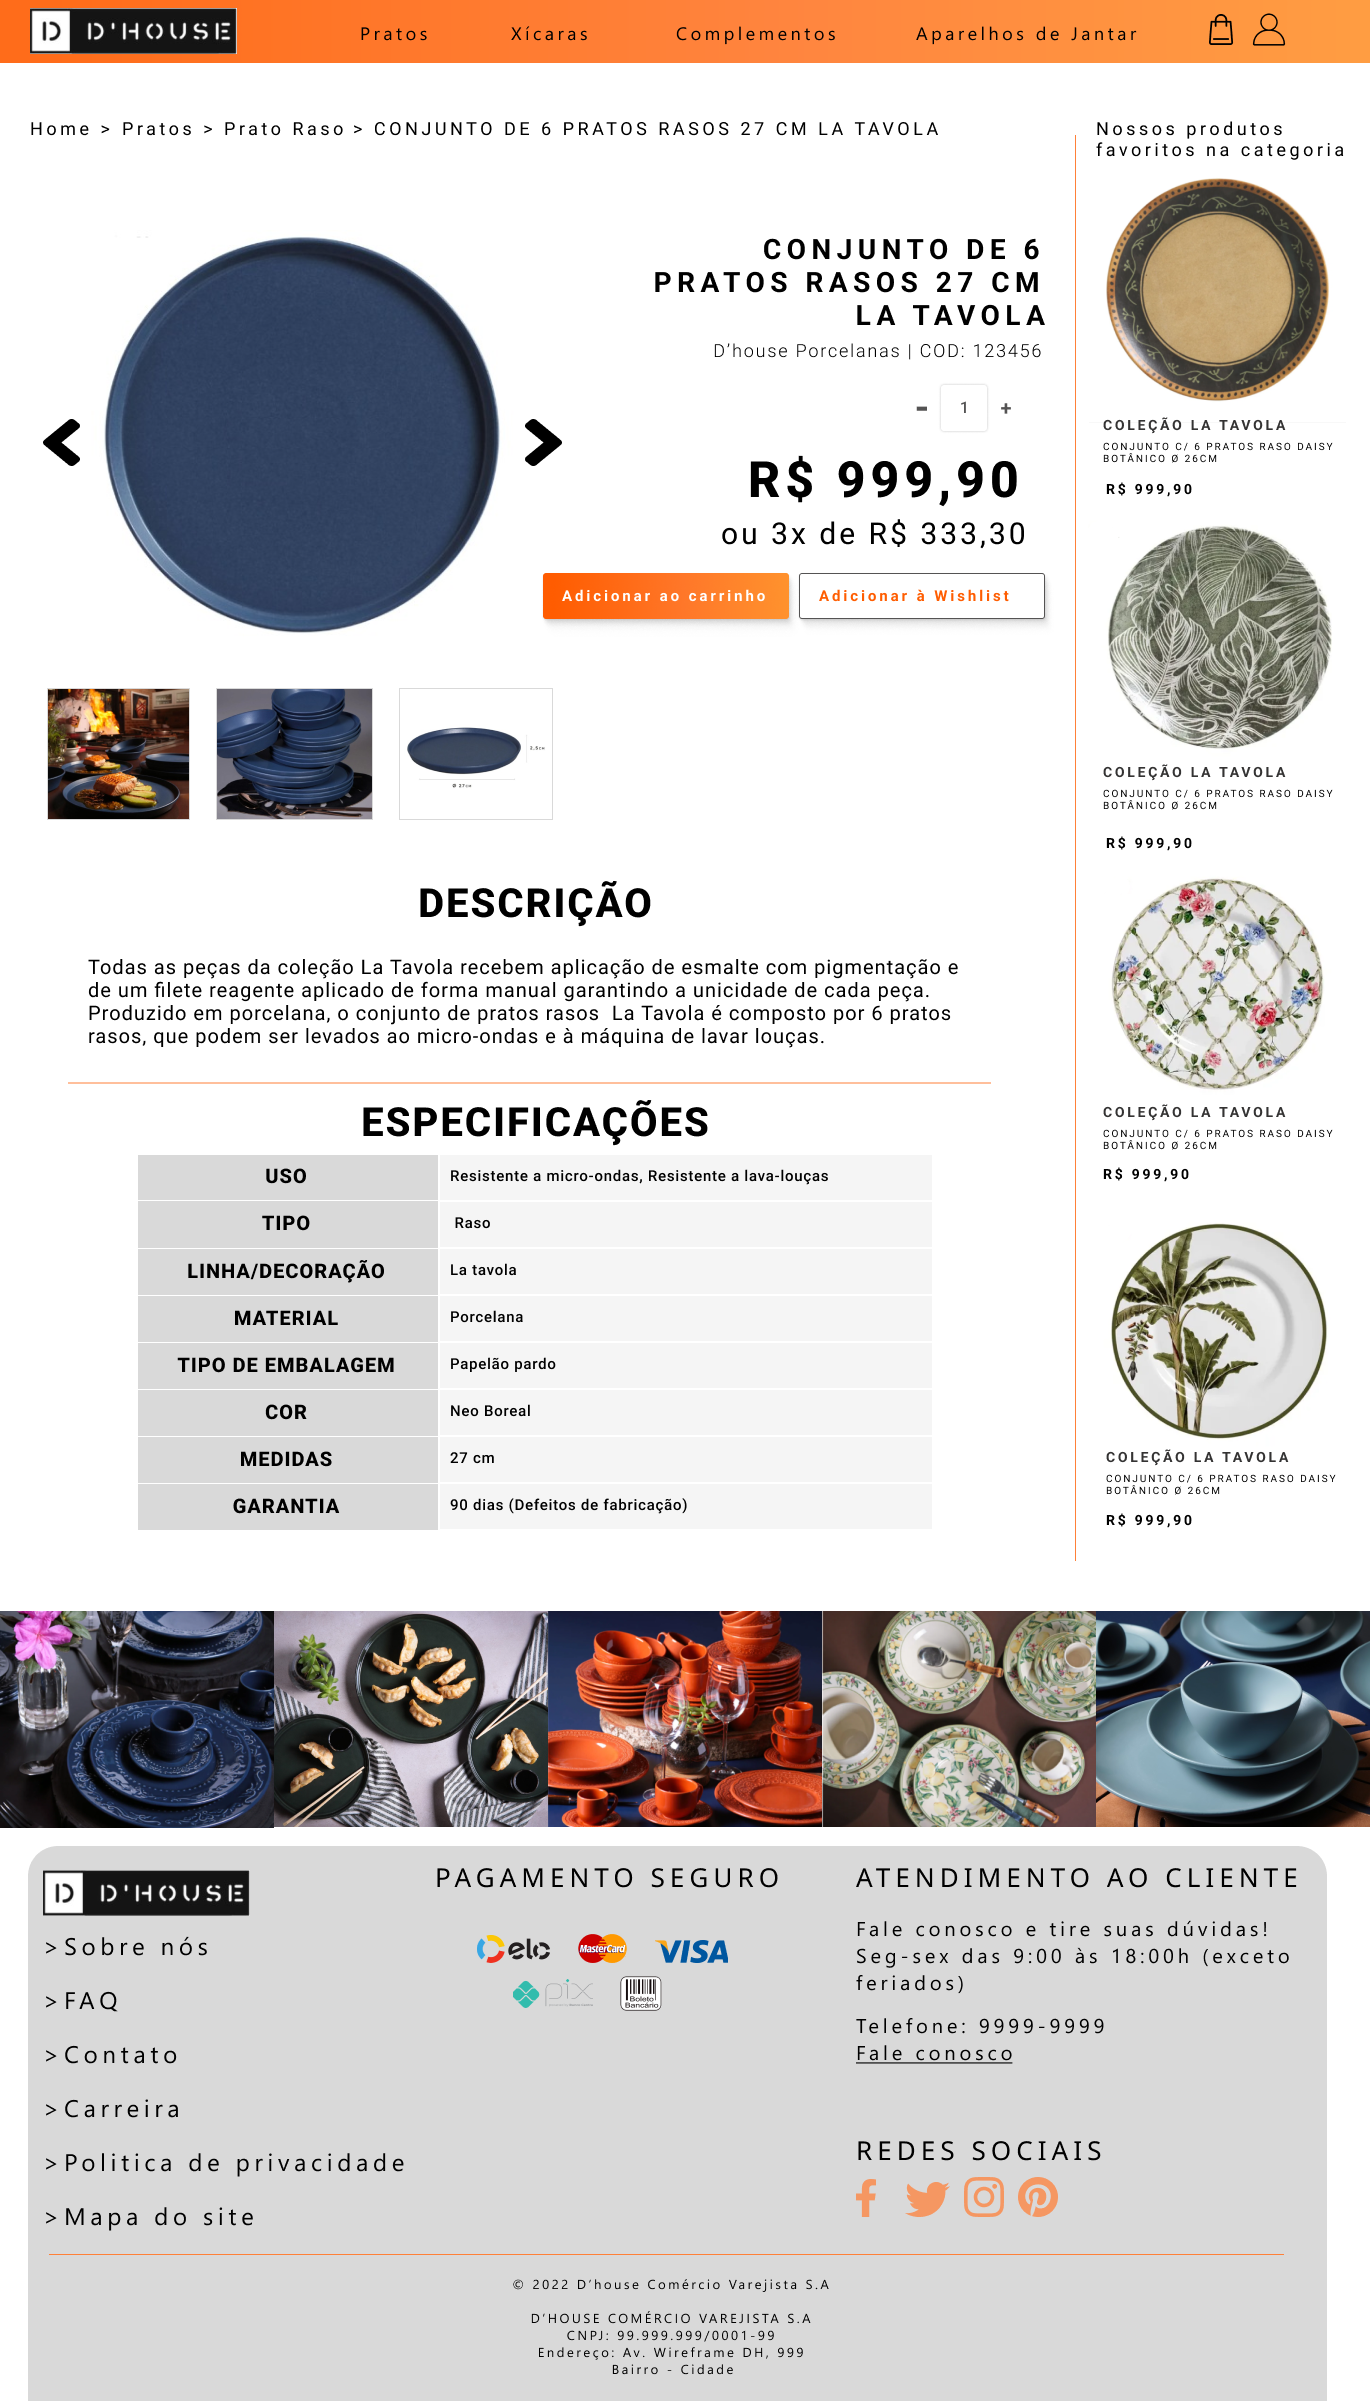 D D'HOUSE
Pratos
Xícaras
Complementos
Aparelhos de Jantar
Home > Pratos > Prato Raso > CONJUNTO DE 6 PRATOS RASOS 27 CM LA TAVOLA
CONJUNTO DE 6
PRATOS RASOS 27 CM
LA TAVOLA
D'house Porcelanas | COD: 123456
- 1 +
R$ 999,90
ou 3x de R$ 333,30
Adicionar ao carrinho
Adicionar à Wishlist
2,5cm
Ø 27cm
DESCRIÇÃO
Todas as peças da coleção La Tavola recebem aplicação de esmalte com pigmentação e
de um filete reagente aplicado de forma manual garantindo a unicidade de cada peça.
Produzido em porcelana, o conjunto de pratos rasos  La Tavola é composto por 6 pratos
rasos, que podem ser levados ao micro-ondas e à máquina de lavar louças.
ESPECIFICAÇÕES
USO Resistente a micro-ondas, Resistente a lava-louças
TIPO Raso
LINHA/DECORAÇÃO La tavola
MATERIAL Porcelana
TIPO DE EMBALAGEM Papelão pardo
COR Neo Boreal
MEDIDAS 27 cm
GARANTIA 90 dias (Defeitos de fabricação)
Nossos produtos
favoritos na categoria
COLEÇÃO LA TAVOLA
CONJUNTO C/ 6 PRATOS RASO DAISY
BOTÂNICO Ø 26CM
R$ 999,90
COLEÇÃO LA TAVOLA
CONJUNTO C/ 6 PRATOS RASO DAISY
BOTÂNICO Ø 26CM
R$ 999,90
COLEÇÃO LA TAVOLA
CONJUNTO C/ 6 PRATOS RASO DAISY
BOTÂNICO Ø 26CM
R$ 999,90
COLEÇÃO LA TAVOLA
CONJUNTO C/ 6 PRATOS RASO DAISY
BOTÂNICO Ø 26CM
R$ 999,90
D D'HOUSE
>Sobre nós
>FAQ
>Contato
>Carreira
>Politica de privacidade
>Mapa do site
PAGAMENTO SEGURO
elo MasterCard VISA
pix Boleto
Bancário
ATENDIMENTO AO CLIENTE
Fale conosco e tire suas dúvidas!
Seg-sex das 9:00 às 18:00h (exceto
feriados)
Telefone: 9999-9999
Fale conosco
REDES SOCIAIS
© 2022 D'house Comércio Varejista S.A
D'HOUSE COMÉRCIO VAREJISTA S.A
CNPJ: 99.999.999/0001-99
Endereço: Av. Wireframe DH, 999
Bairro - Cidade